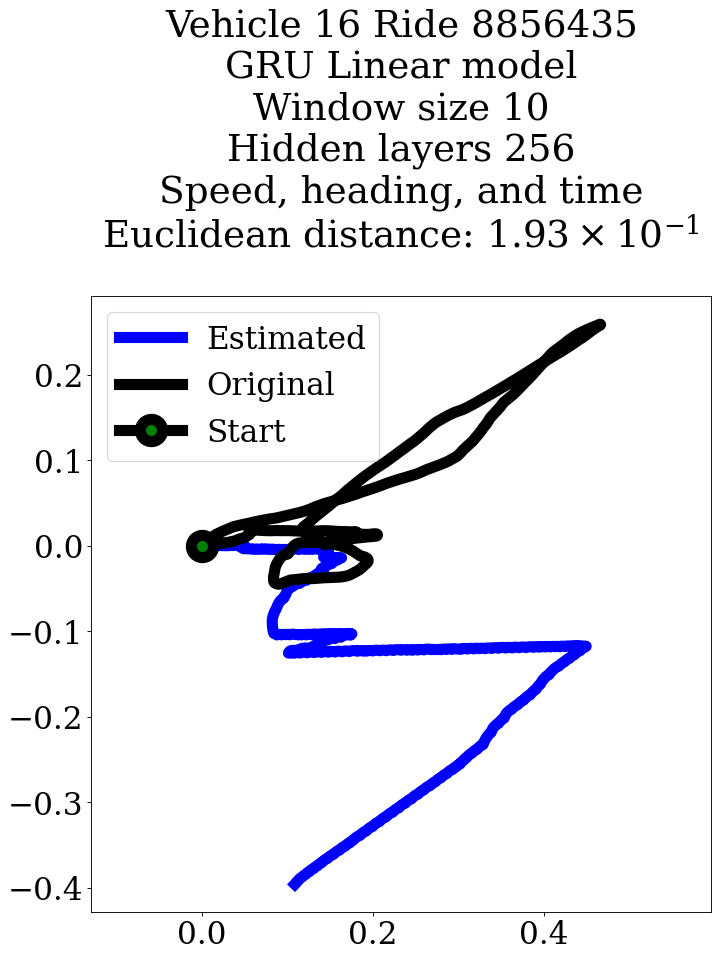 Vehicle 16 Ride 8856435
GRU Linear model
Window size 10
Hidden layers 256
Speed, heading, and time
Euclidean distance: 1.93 × 10⁻¹
Estimated
Original
Start
0.2
0.1
0.0
−0.1
−0.2
−0.3
−0.4
0.0 0.2 0.4